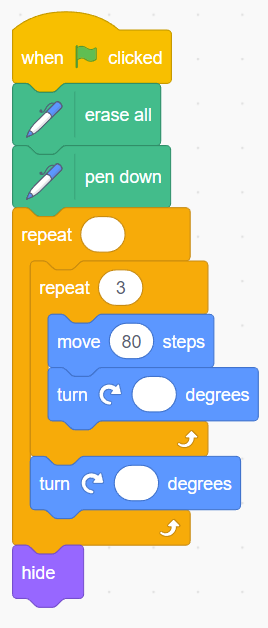 when clicked
erase all
pen down
repeat
repeat 3
move 80 steps
turn degrees
turn degrees
hide